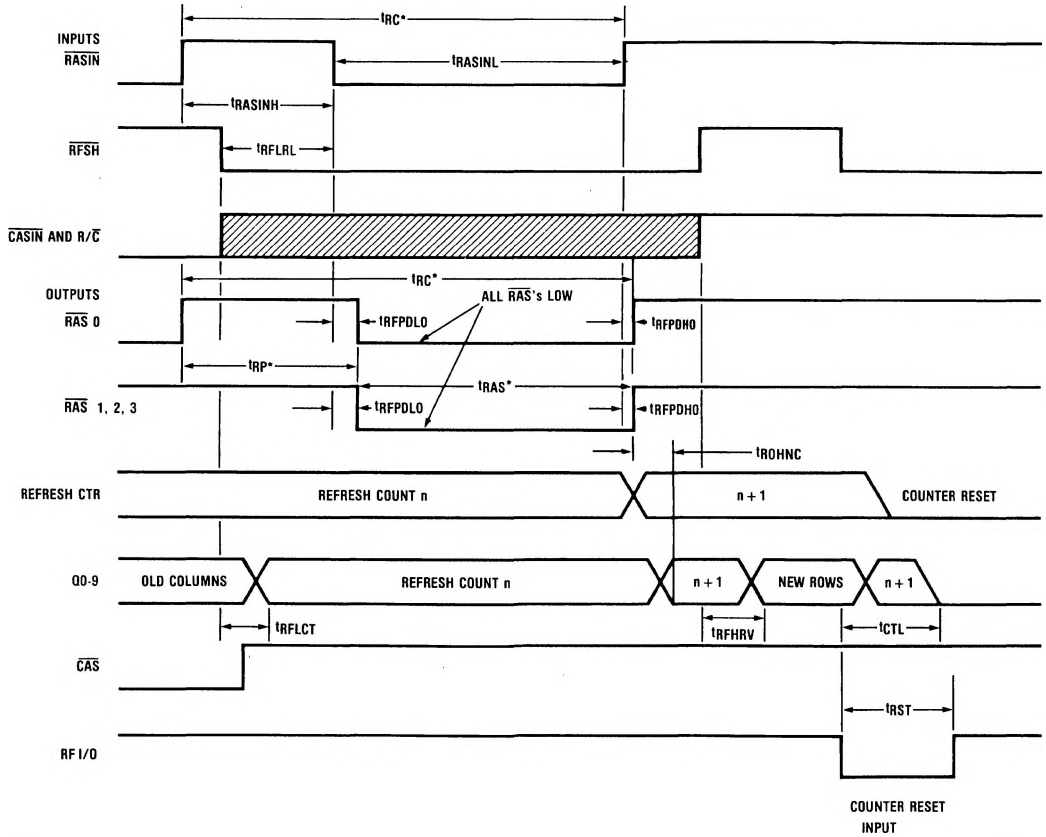 tRC*
INPUTS
RASIN
tRASINL
tRASINH
RFSH
tRFLRL
CASIN AND R/C
tRC*
OUTPUTS
ALL RAS's LOW
RAS 0
tRFPDLO
tRFPDHO
tRP*
tRAS*
RAS 1, 2, 3
tRFPDLO
tRFPDHO
tROHNC
REFRESH CTR
REFRESH COUNT n
n + 1
COUNTER RESET
Q0-9
OLD COLUMNS
REFRESH COUNT n
n + 1
NEW ROWS
n + 1
tRFLCT
tRFHRV
tCTL
CAS
tRST
RF I/O
COUNTER RESET
INPUT